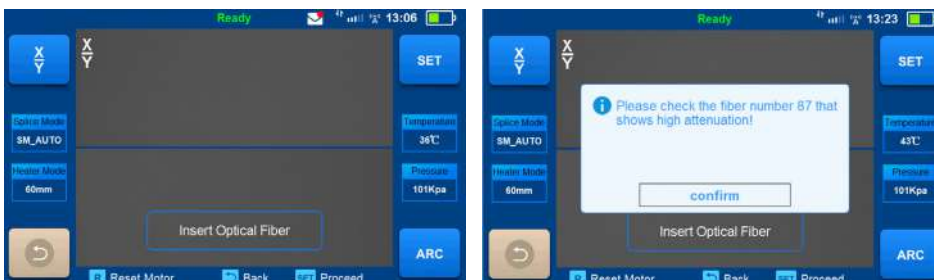 Ready
13:06
X
Y
X
Y
SET
Splice Mode
SM_AUTO
Temperature
36℃
Heater Mode
60mm
Pressure
101Kpa
Insert Optical Fiber
ARC
R Reset Motor
Back
SET Proceed
Ready
13:23
X
Y
X
Y
SET
Please check the fiber number 87 that
shows high attenuation!
Splice Mode
SM_AUTO
Temperature
43℃
Heater Mode
60mm
Pressure
101Kpa
confirm
Insert Optical Fiber
ARC
R Reset Motor
Back
SET Proceed